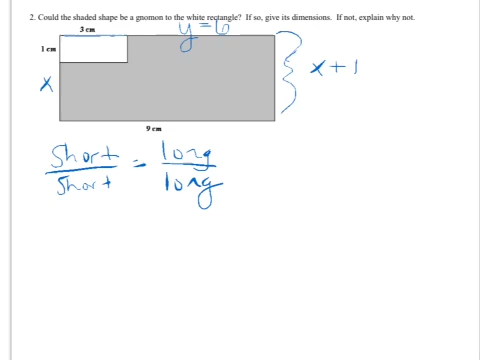 2. Could the shaded shape be a gnomon to the white rectangle? If so, give its dimensions. If not, explain why not.
3 cm
y = 6
1 cm
x
x + 1
9 cm
short = long
short long